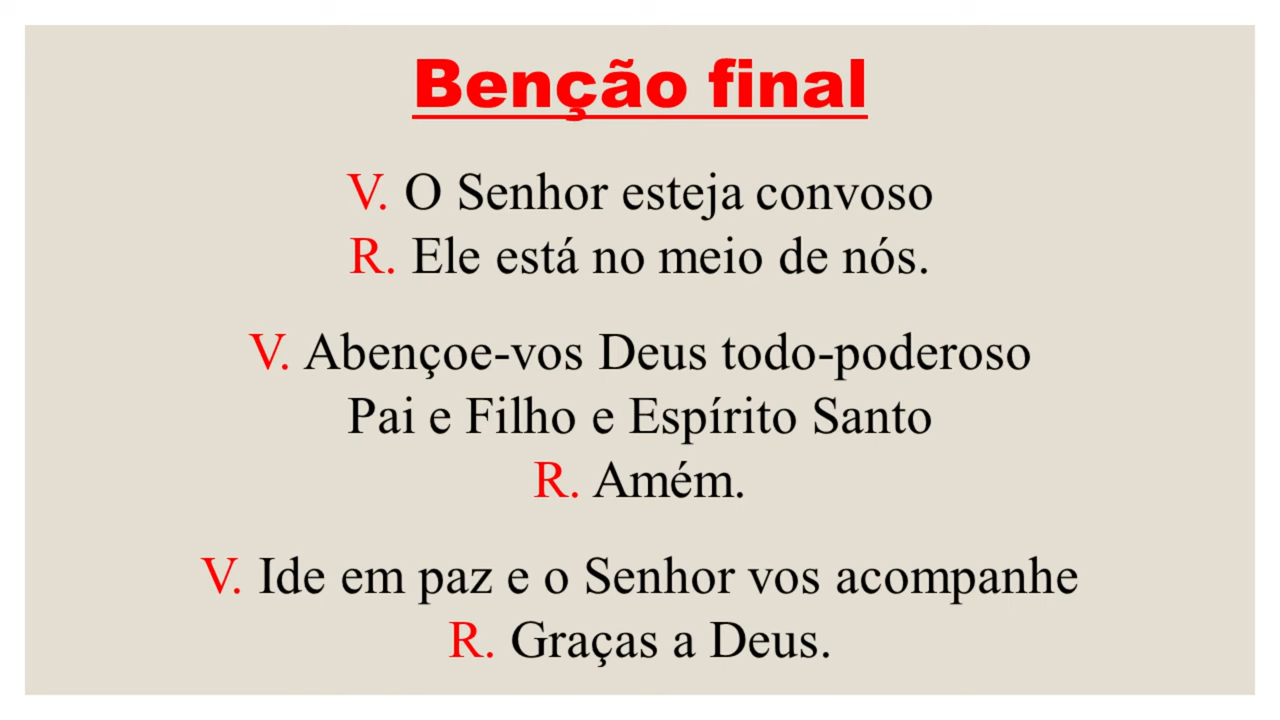 Benção final
V. O Senhor esteja convoso
R. Ele está no meio de nós.
V. Abençoe-vos Deus todo-poderoso
Pai e Filho e Espírito Santo
R. Amém.
V. Ide em paz e o Senhor vos acompanhe
R. Graças a Deus.